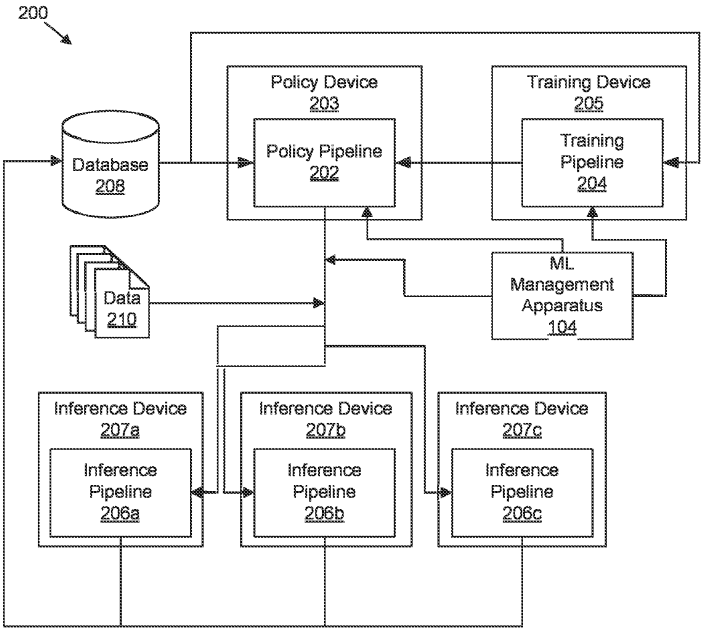 200
Policy Device
203
Policy Pipeline
202
Training Device
205
Training
Pipeline
204
Database
208
Data
210
ML
Management
Apparatus
104
Inference Device
207a
Inference
Pipeline
206a
Inference Device
207b
Inference
Pipeline
206b
Inference Device
207c
Inference
Pipeline
206c